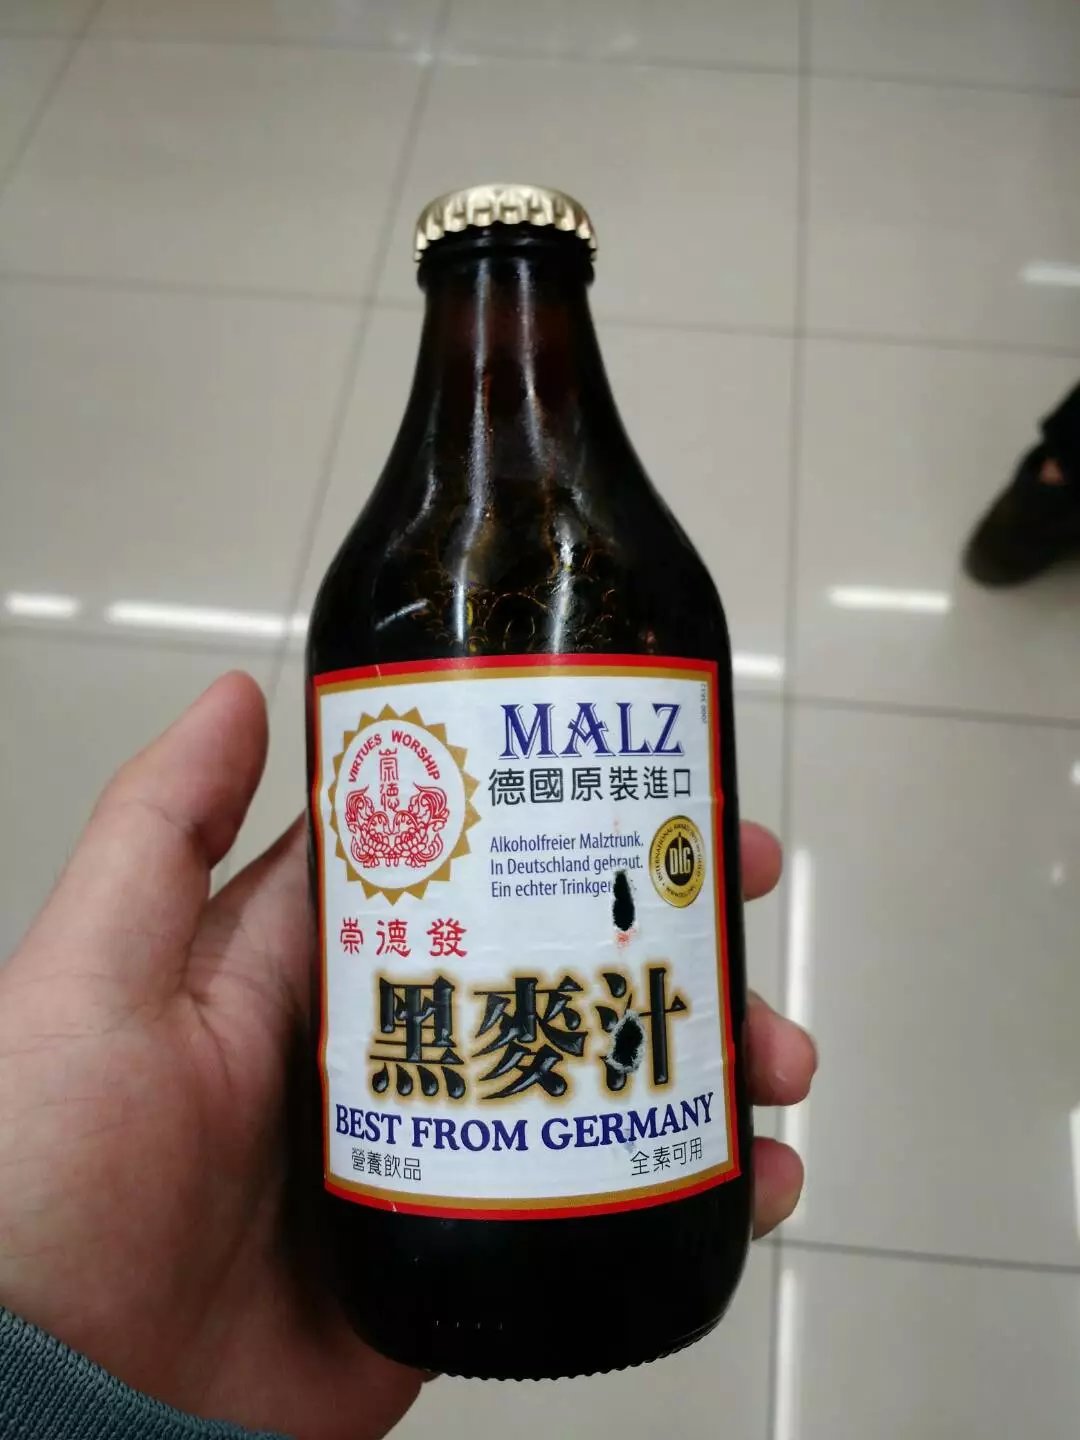 VIRTUES WORSHIP
崇德
MALZ
德國原裝進口
Alkoholfreier Malztrunk.
In Deutschland gebraut.
Ein echter
DLG
崇德發
黑麥汁
BEST FROM GERMANY
營養飲品
全素可用